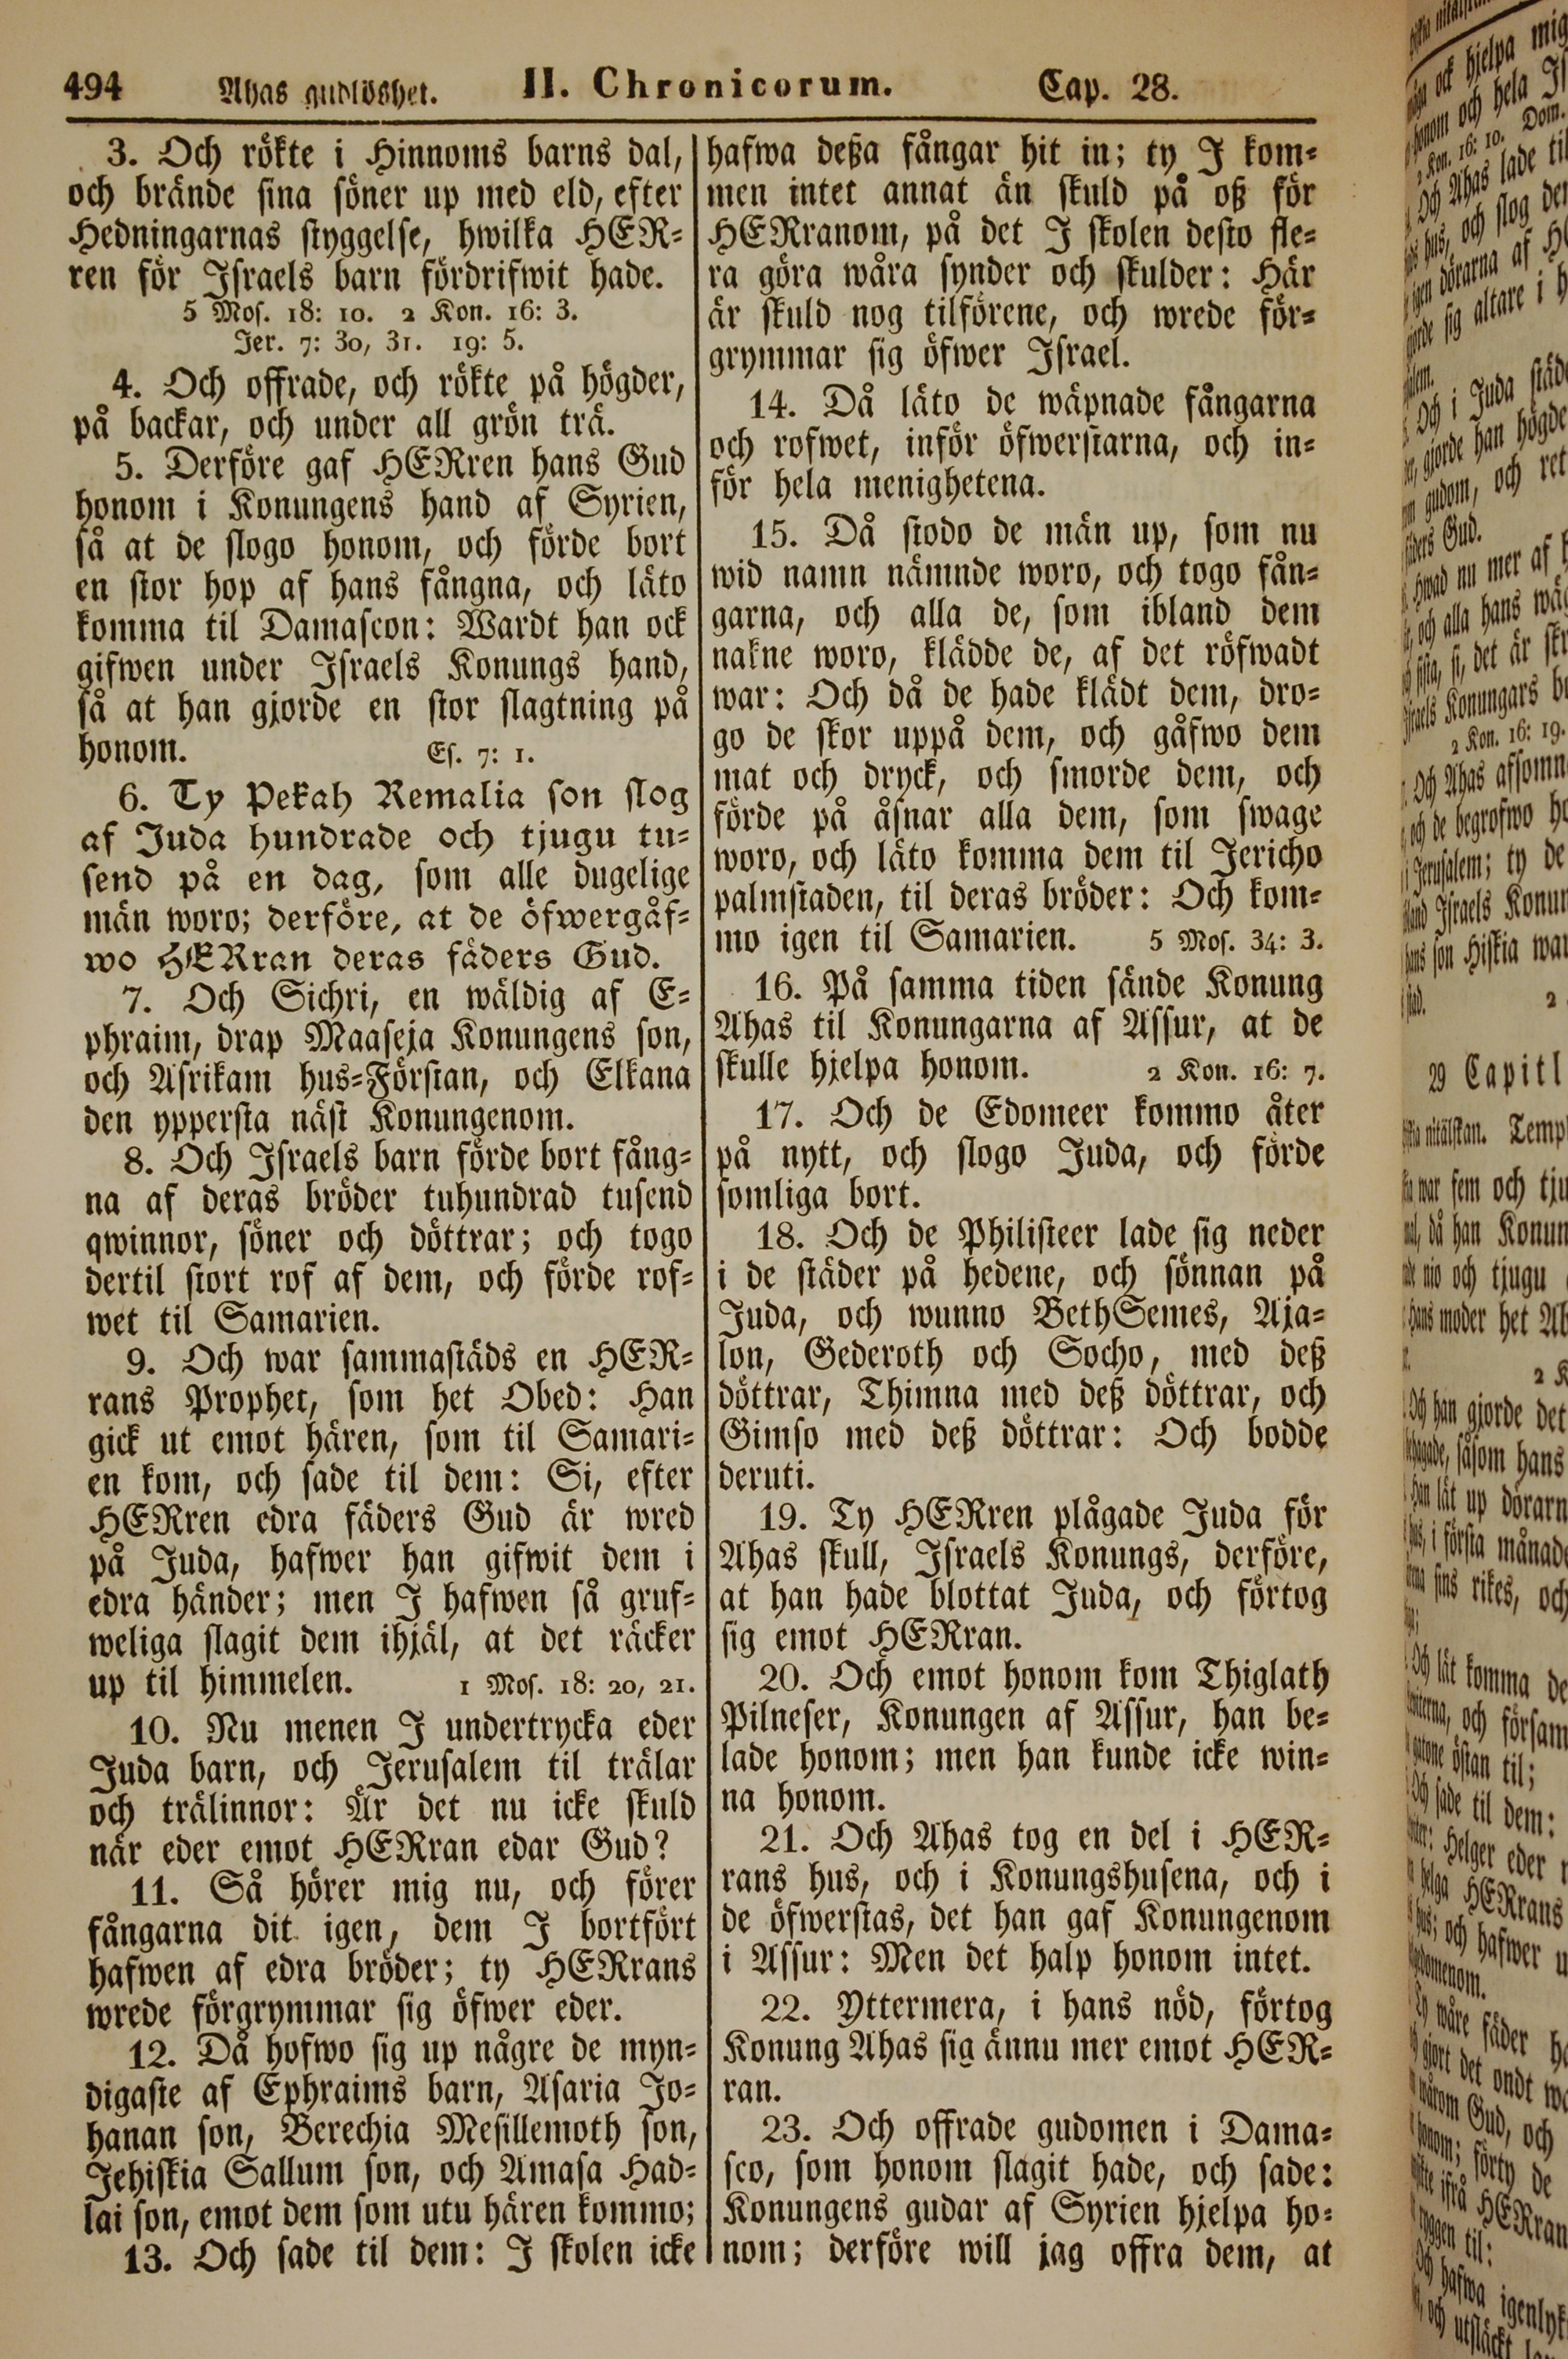 494 Ahas gudlöshet. II. Chronicorum. Cap. 28.
3. Och rökte i Hinnoms barns dal,
och brände sina söner up med eld, efter
Hedningarnas styggelse, hwilka HER-
ren för Israels barn fördrifwit hade.
5 Mos. 18: 10. 2 Kon. 16: 3.
Jer. 7: 30, 31. 19: 5.
4. Och offrade, och rökte på högder,
på backar, och under all grön trä.
5. Derföre gaf HERren hans Gud
honom i Konungens hand af Syrien,
så at de slogo honom, och förde bort
en stor hop af hans fångna, och läto
komma til Damascon: Wardt han ock
gifwen under Israels Konungs hand,
så at han gjorde en stor slagtning på
honom. Es. 7: 1.
6. Ty Pekah Remalia son slog
af Juda hundrade och tjugu tu-
send på en dag, som alle dugelige
män woro; derföre, at de öfwergåf-
wo HERran deras fäders Gud.
7. Och Sichri, en wäldig af E-
phraim, drap Maaseja Konungens son,
och Asrikam hus-Förstan, och Elkana
den yppersta näst Konungenom.
8. Och Israels barn förde bort fång-
na af deras bröder tuhundrad tusend
qwinnor, söner och döttrar; och togo
dertil stort rof af dem, och förde rof-
wet til Samarien.
9. Och war sammastäds en HER-
rans Prophet, som het Obed: Han
gick ut emot hären, som til Samari-
en kom, och sade til dem: Si, efter
HERren edra fäders Gud är wred
på Juda, hafwer han gifwit dem i
edra händer; men I hafwen så gruf-
weliga slagit dem ihjäl, at det räcker
up til himmelen. 1 Mos. 18: 20, 21.
10. Nu menen I undertrycka eder
Juda barn, och Jerusalem til trälar
och trälinnor: Är det nu icke skuld
när eder emot HERran edar Gud?
11. Så hörer mig nu, och förer
fångarna dit igen, dem I bortfört
hafwen af edra bröder; ty HERrans
wrede förgrymmar sig öfwer eder.
12. Då hofwo sig up några de myn-
digaste af Ephraims barn, Asaria Jo-
hanan son, Berechia Mesillemoth son,
Jehiskia Sallum son, och Amasa Had-
lai son, emot dem som utu hären kommo;
13. Och sade til dem: I skolen icke
hafwa deßa fångar hit in; ty I kom-
men intet annat än skuld på oß för
HERranom, på det I skolen desto fle-
ra göra wåra synder och skulder: Här
är skuld nog tilförene, och wrede för-
grymmar sig öfwer Israel.
14. Då läto de wäpnade fångarna
och rofwet, inför öfwerstarna, och in-
för hela menighetena.
15. Då stodo de män up, som nu
wid namn nämnde woro, och togo fån-
garna, och alla de, som ibland dem
nakne woro, klädde de, af det röfwadt
war: Och då de hade klädt dem, dro-
go de skor uppå dem, och gåfwo dem
mat och dryck, och smorde dem, och
förde på åsnar alla dem, som swage
woro, och läto komma dem til Jericho
palmstaden, til deras bröder: Och kom-
mo igen til Samarien. 5 Mos. 34: 3.
16. På samma tiden sände Konung
Ahas til Konungarna af Assur, at de
skulle hjelpa honom. 2 Kon. 16: 7.
17. Och de Edomeer kommo åter
på nytt, och slogo Juda, och förde
somliga bort.
18. Och de Philisteer lade sig neder
i de städer på hedene, och sönnan på
Juda, och wunno BethSemes, Aja-
lon, Gederoth och Socho, med deß
döttrar, Thimna med deß döttrar, och
Gimso med deß döttrar: Och bodde
deruti.
19. Ty HERren plågade Juda för
Ahas skull, Israels Konungs, derföre,
at han hade blottat Juda, och förtog
sig emot HERran.
20. Och emot honom kom Thiglath
Pilneser, Konungen af Assur, han be-
lade honom; men han kunde icke win-
na honom.
21. Och Ahas tog en del i HER-
rans hus, och i Konungshusena, och i
de öfwerstas, det han gaf Konungenom
i Assur: Men det halp honom intet.
22. Yttermera, i hans nöd, förtog
Konung Ahas sig ännu mer emot HER-
ran.
23. Och offrade gudomen i Dama-
sco, som honom slagit hade, och sade:
Konungens gudar af Syrien hjelpa ho-
nom; derföre will jag offra dem, at